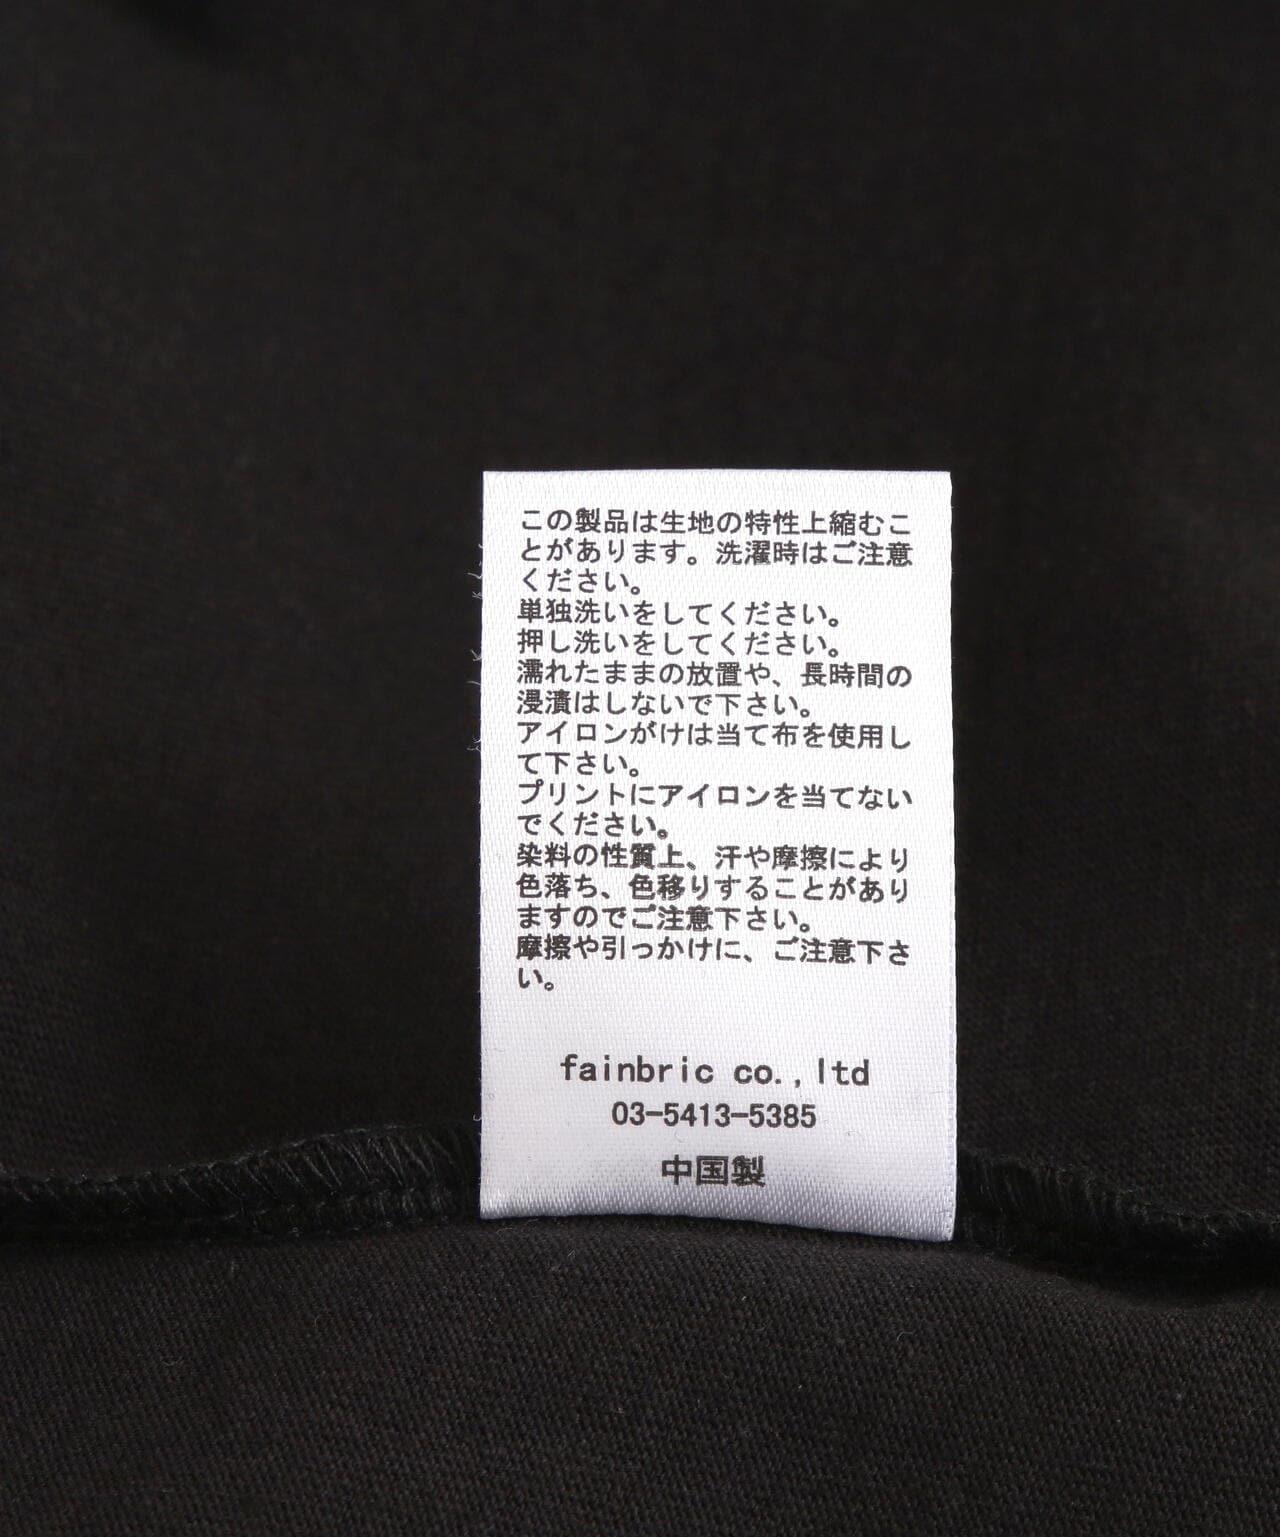 この製品は生地の特性上縮むこ
とがあります。洗濯時はご注意
ください。
単独洗いをしてください。
押し洗いをしてください。
濡れたままの放置や、長時間の
浸漬はしないで下さい。
アイロンがけは当て布を使用し
て下さい。
プリントにアイロンを当てない
でください。
染料の性質上、汗や摩擦により
色落ち、色移りすることがあり
ますのでご注意下さい。
摩擦や引っかけに、ご注意下さ
い。
fainbric co.,ltd
03-5413-5385
中国製